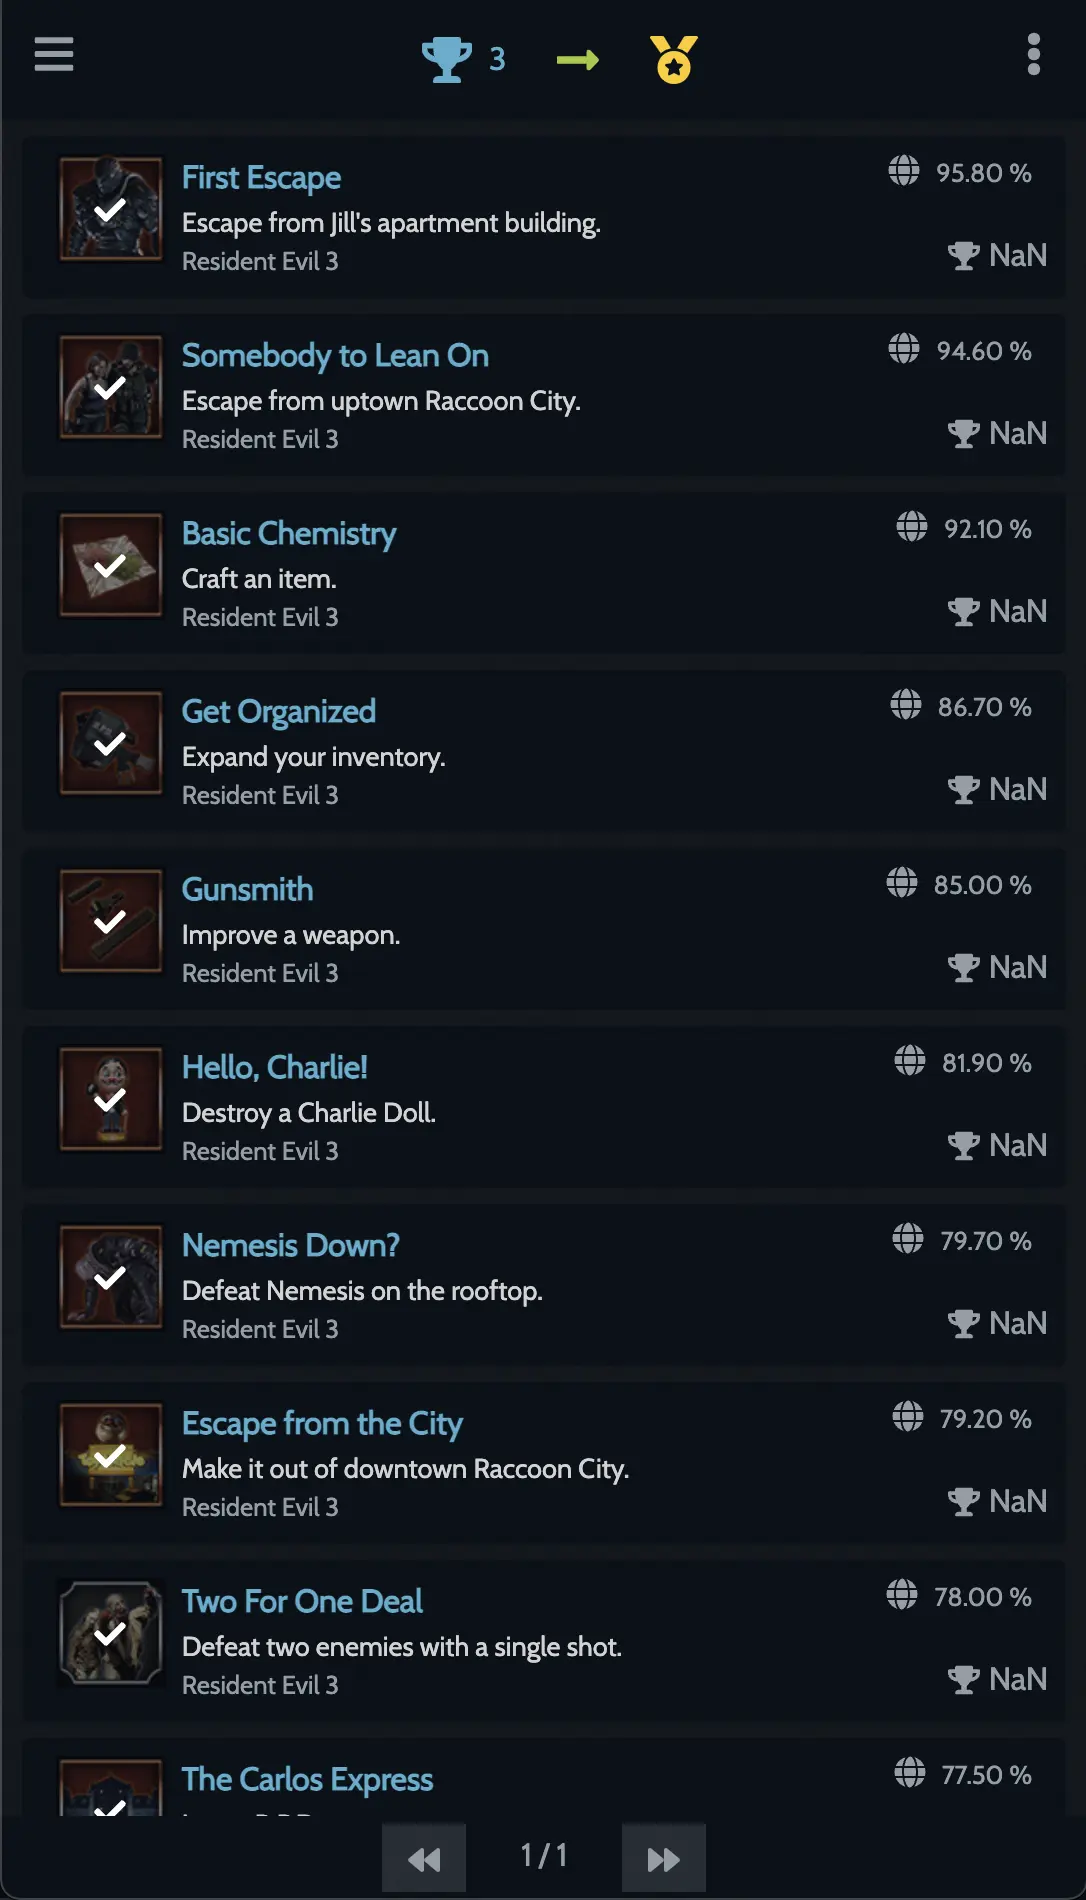 3
First Escape
95.80 %
Escape from Jill's apartment building.
Resident Evil 3
NaN
Somebody to Lean On
94.60 %
Escape from uptown Raccoon City.
Resident Evil 3
NaN
Basic Chemistry
92.10 %
Craft an item.
Resident Evil 3
NaN
Get Organized
86.70 %
Expand your inventory.
Resident Evil 3
NaN
Gunsmith
85.00 %
Improve a weapon.
Resident Evil 3
NaN
Hello, Charlie!
81.90 %
Destroy a Charlie Doll.
Resident Evil 3
NaN
Nemesis Down?
79.70 %
Defeat Nemesis on the rooftop.
Resident Evil 3
NaN
Escape from the City
79.20 %
Make it out of downtown Raccoon City.
Resident Evil 3
NaN
Two For One Deal
78.00 %
Defeat two enemies with a single shot.
Resident Evil 3
NaN
The Carlos Express
77.50 %
1 / 1